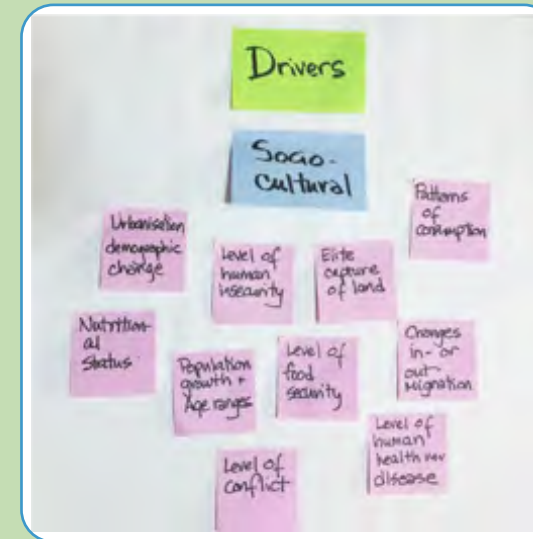 Drivers
Socio-
cultural
Patterns
of
consumption
Urbanisation
demographic
change
Level of
human
insecurity
Elite
capture
of land
Nutrition-
al
status
Population
growth +
Age ranges
Level of
food
security
Changes
in- or
out-
Migration
Level of
conflict
Level of
human
health
disease